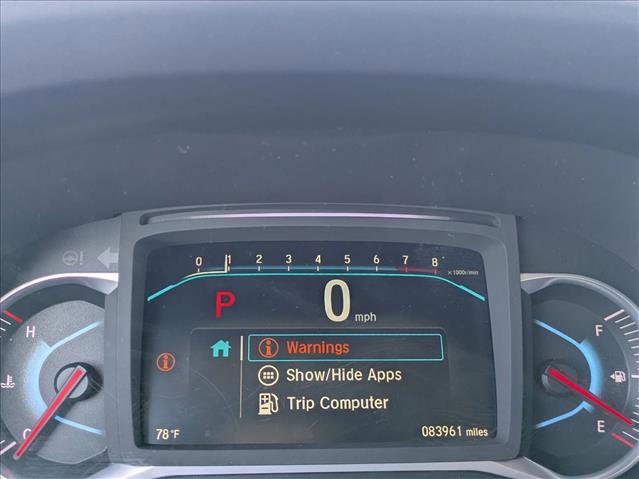 0 1 2 3 4 5 6 7 8
x1000r/min
P 0 mph
H F
Warnings
Show/Hide Apps
Trip Computer
C E
78°F 083961 miles